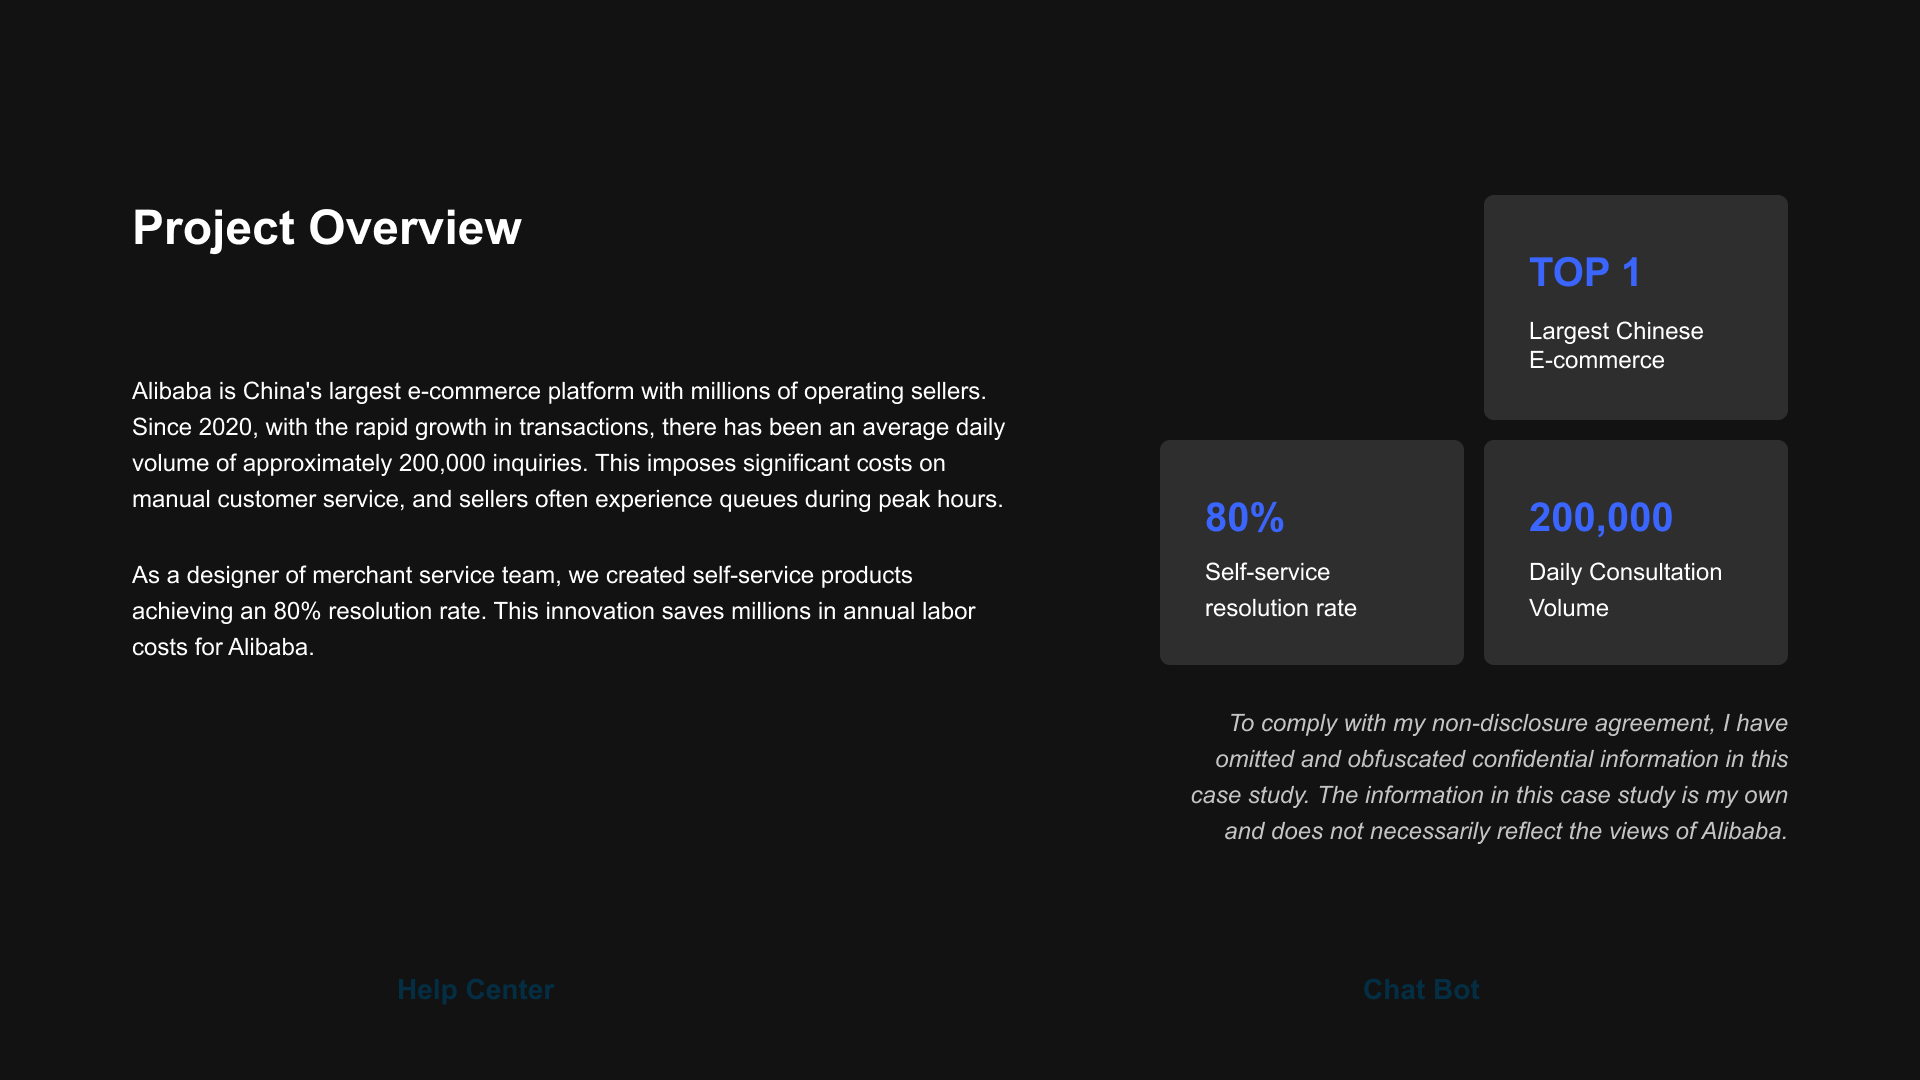 Project Overview
Alibaba is China's largest e-commerce platform with millions of operating sellers.
Since 2020, with the rapid growth in transactions, there has been an average daily
volume of approximately 200,000 inquiries. This imposes significant costs on
manual customer service, and sellers often experience queues during peak hours.
As a designer of merchant service team, we created self-service products
achieving an 80% resolution rate. This innovation saves millions in annual labor
costs for Alibaba.
TOP 1
Largest Chinese
E-commerce
80%
Self-service
resolution rate
200,000
Daily Consultation
Volume
To comply with my non-disclosure agreement, I have
omitted and obfuscated confidential information in this
case study. The information in this case study is my own
and does not necessarily reflect the views of Alibaba.
Help Center
Chat Bot